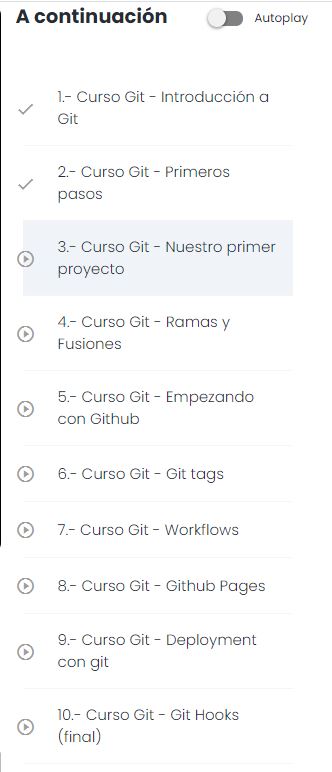 A continuación
Autoplay
1.- Curso Git - Introducción a
Git
2.- Curso Git - Primeros
pasos
3.- Curso Git - Nuestro primer
proyecto
4.- Curso Git - Ramas y
Fusiones
5.- Curso Git - Empezando
con Github
6.- Curso Git - Git tags
7.- Curso Git - Workflows
8.- Curso Git - Github Pages
9.- Curso Git - Deployment
con git
10.- Curso Git - Git Hooks
(final)